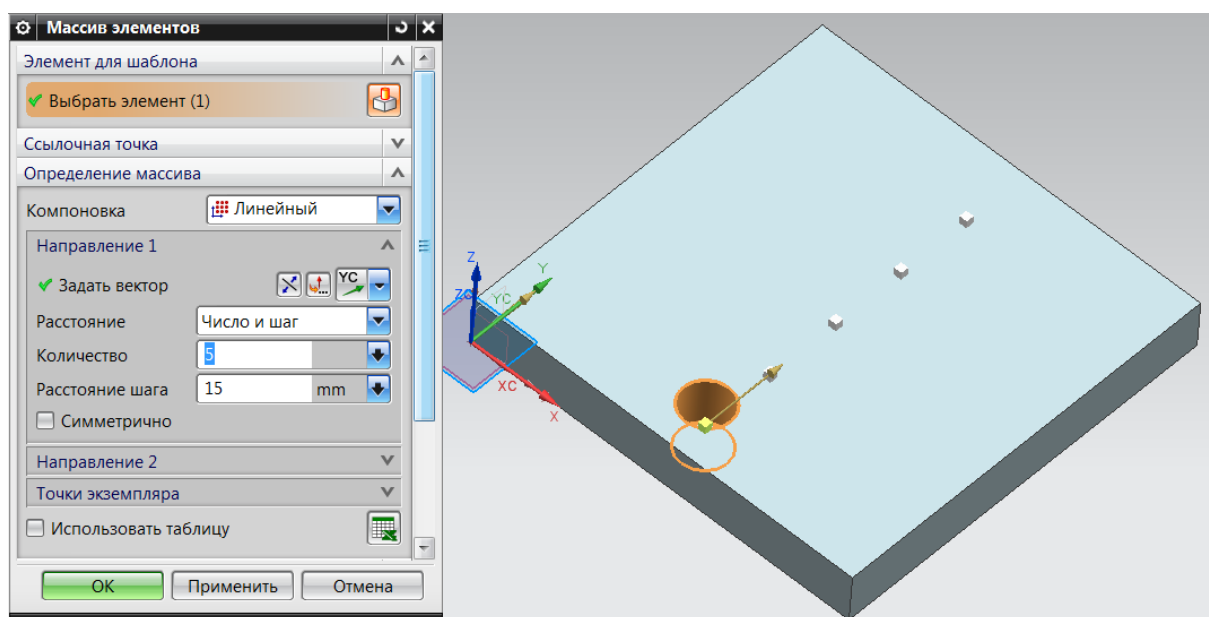 Массив элементов
Элемент для шаблона
Выбрать элемент (1)
Ссылочная точка
Определение массива
Компоновка Линейный
Направление 1
Задать вектор YC
Расстояние Число и шаг
Количество 5
Расстояние шага 15 mm
Симметрично
Направление 2
Точки экземпляра
Использовать таблицу
ОК Применить Отмена
Z
Y
ZC YC
XC
X